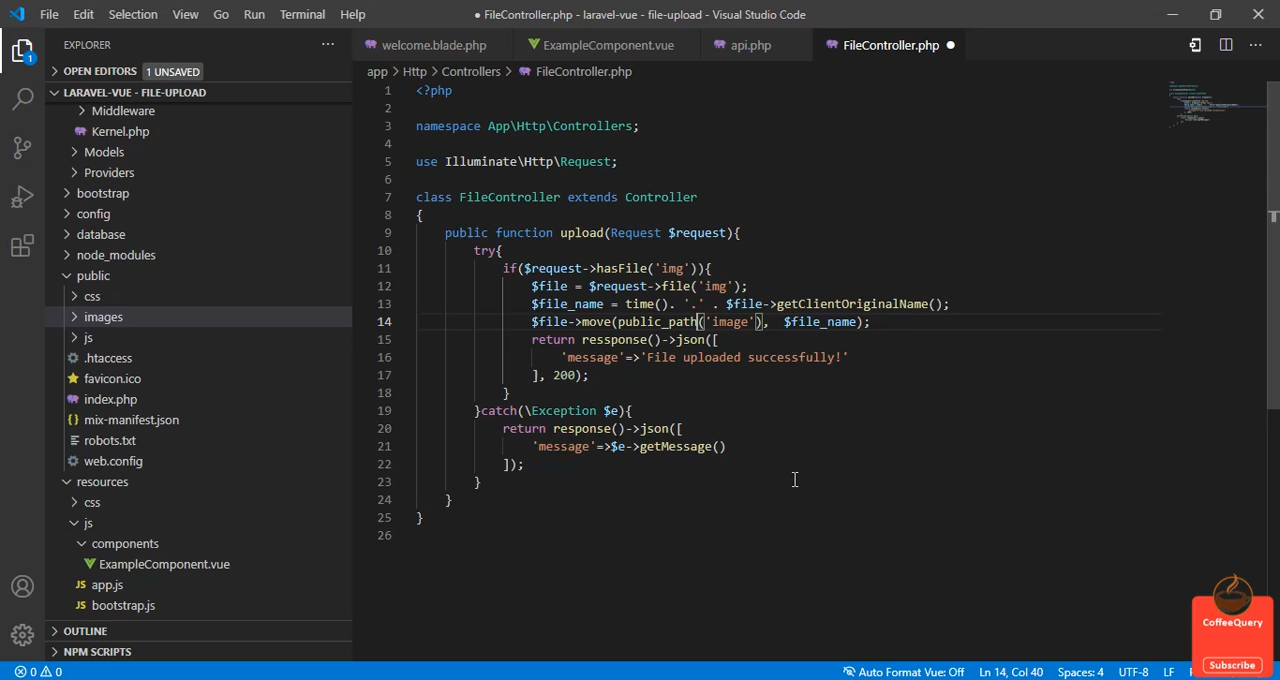 File Edit Selection View Go Run Terminal Help
● FileController.php - laravel-vue - file-upload - Visual Studio Code
EXPLORER
OPEN EDITORS 1 UNSAVED
LARAVEL-VUE - FILE-UPLOAD
Middleware
Kernel.php
Models
Providers
bootstrap
config
database
node_modules
public
css
images
js
.htaccess
favicon.ico
index.php
mix-manifest.json
robots.txt
web.config
resources
css
js
components
ExampleComponent.vue
app.js
bootstrap.js
OUTLINE
NPM SCRIPTS
1
welcome.blade.php ExampleComponent.vue api.php FileController.php
app > Http > Controllers > FileController.php
1 <?php
2
3 namespace App\Http\Controllers;
4
5 use Illuminate\Http\Request;
6
7 class FileController extends Controller
8 {
9 public function upload(Request $request){
10 try{
11 if($request->hasFile('img')){
12 $file = $request->file('img');
13 $file_name = time(). '.' . $file->getClientOriginalName();
14 $file->move(public_path('image'), $file_name);
15 return ressponse()->json([
16 'message'=>'File uploaded successfully!'
17 ], 200);
18 }
19 }catch(\Exception $e){
20 return response()->json([
21 'message'=>$e->getMessage()
22 ]);
23 }
24 }
25 }
26
CoffeeQuery
Subscribe
0 0 Auto Format Vue: Off Ln 14, Col 40 Spaces: 4 UTF-8 LF